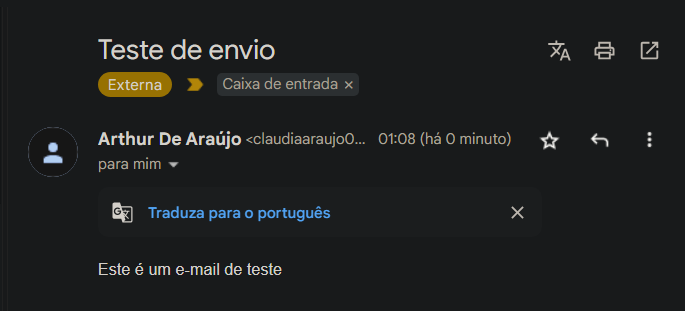 Teste de envio
Externa Caixa de entrada ×
Arthur De Araújo <claudiaaraujo0... 01:08 (há 0 minuto)
para mim
Traduza para o português
Este é um e-mail de teste